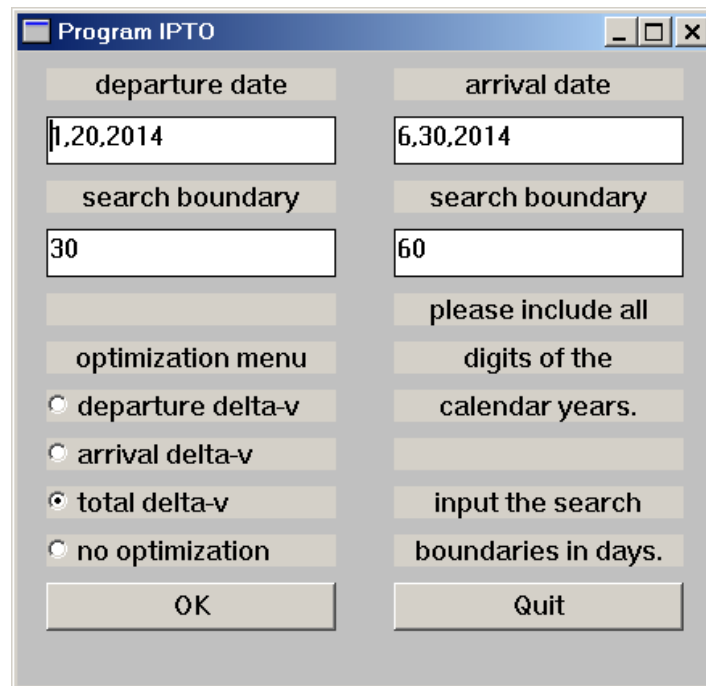 Program IPTO
departure date
1,20,2014
search boundary
30
optimization menu
departure delta-v
arrival delta-v
total delta-v
no optimization
OK
arrival date
6,30,2014
search boundary
60
please include all
digits of the
calendar years.
input the search
boundaries in days.
Quit